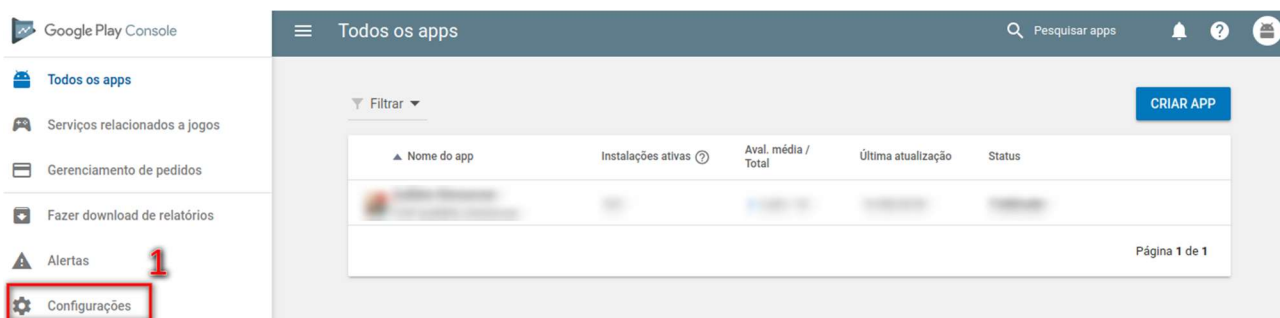 Google Play Console
Todos os apps
Serviços relacionados a jogos
Gerenciamento de pedidos
Fazer download de relatórios
Alertas
1
Configurações
Todos os apps
Pesquisar apps
Filtrar
CRIAR APP
Nome do app
Instalações ativas
Aval. média /
Total
Última atualização
Status
Página 1 de 1